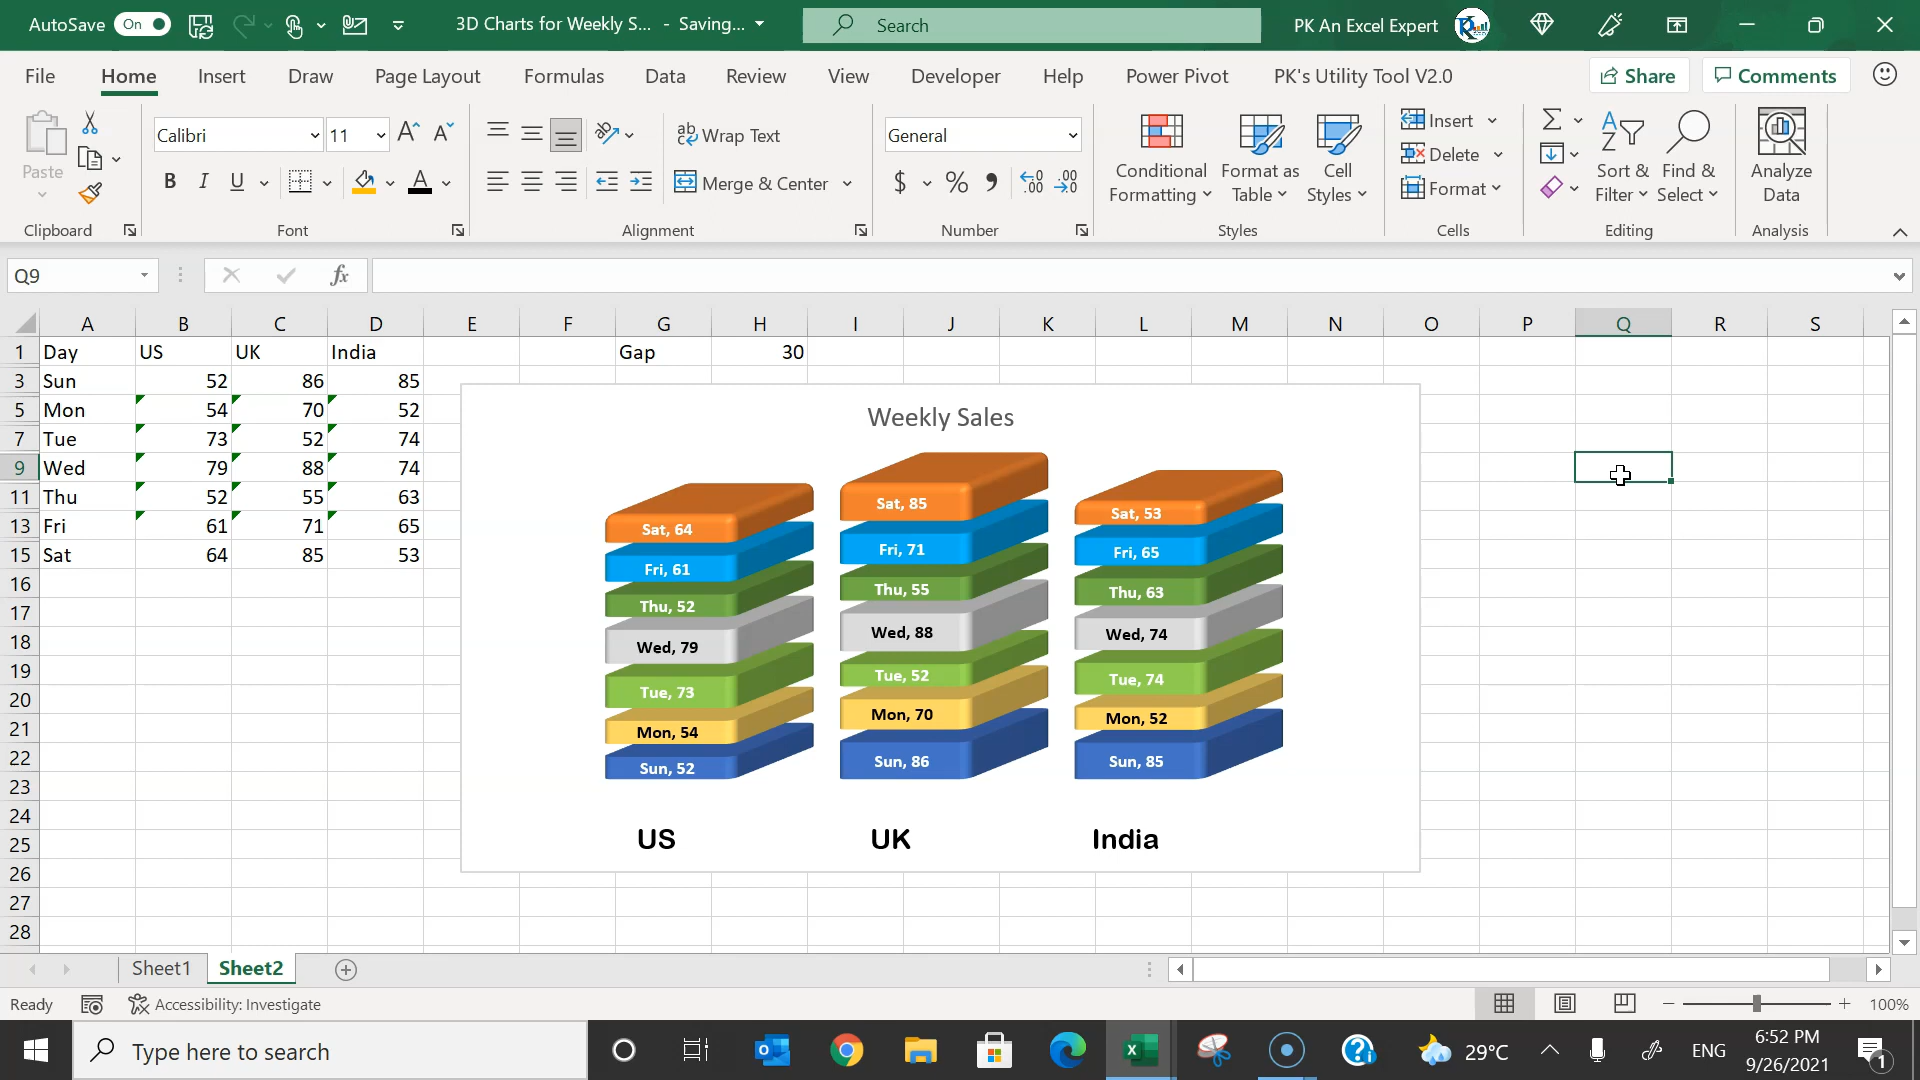 AutoSave On 3D Charts for Weekly S... - Saving... Search PK An Excel Expert
File Home Insert Draw Page Layout Formulas Data Review View Developer Help Power Pivot PK's Utility Tool V2.0 Share Comments
Paste
Clipboard
Calibri 11
B I U A
Font
ab Wrap Text
Merge & Center
Alignment
General
$ % 9 .00 .00
Number
Conditional Formatting
Format as Table
Cell Styles
Styles
Insert
Delete
Format
Cells
Sort & Filter
Find & Select
Editing
Analyze Data
Analysis
Q9 fx
A B C D E F G H I J K L M N O P Q R S
1 Day US UK India Gap 30
3 Sun 52 86 85
5 Mon 54 70 52
7 Tue 73 52 74
9 Wed 79 88 74
11 Thu 52 55 63
13 Fri 61 71 65
15 Sat 64 85 53
16
17
18
19
20
21
22
23
24
25
26
27
28
Weekly Sales
Sat, 64 Sat, 85 Sat, 53
Fri, 61 Fri, 71 Fri, 65
Thu, 52 Thu, 55 Thu, 63
Wed, 79 Wed, 88 Wed, 74
Tue, 73 Tue, 52 Tue, 74
Mon, 54 Mon, 70 Mon, 52
Sun, 52 Sun, 86 Sun, 85
US UK India
Sheet1 Sheet2
Ready Accessibility: Investigate 100%
Type here to search 29°C ENG 6:52 PM
9/26/2021 1